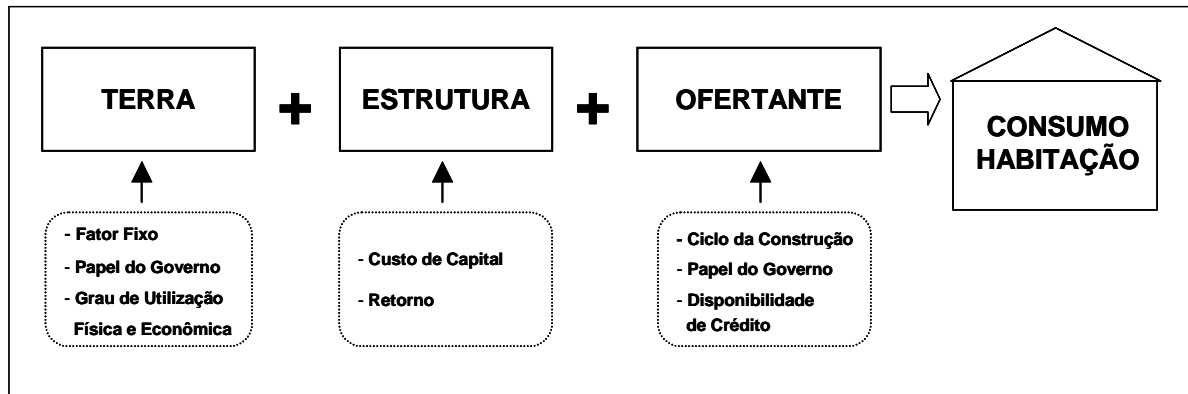 TERRA
+
ESTRUTURA
+
OFERTANTE
CONSUMO
HABITAÇÃO
- Fator Fixo
- Papel do Governo
- Grau de Utilização
Física e Econômica
- Custo de Capital
- Retorno
- Ciclo da Construção
- Papel do Governo
- Disponibilidade
de Crédito